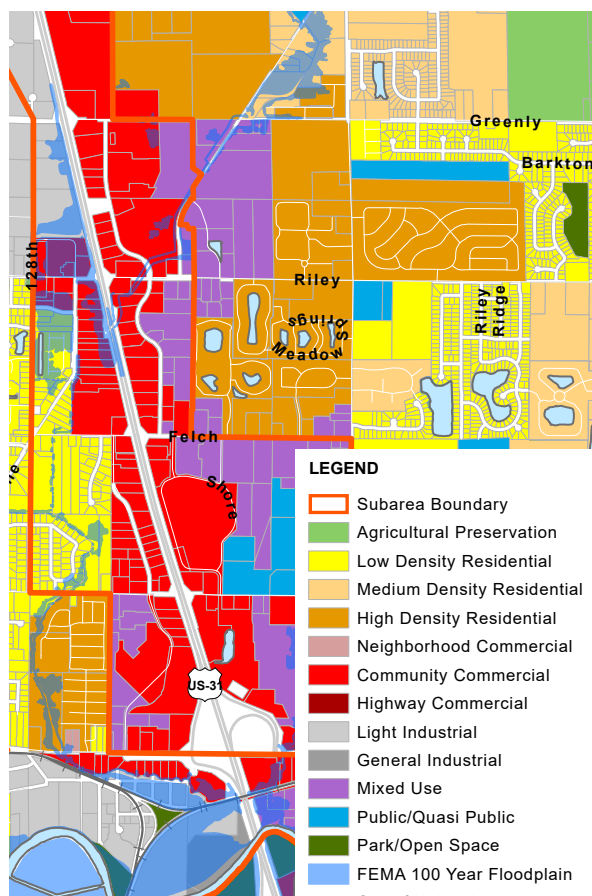 Greenly
Barkton
128th
Riley
Riley
Ridge
Meadow Springs
Felch
Shore
US-31
LEGEND
Subarea Boundary
Agricultural Preservation
Low Density Residential
Medium Density Residential
High Density Residential
Neighborhood Commercial
Community Commercial
Highway Commercial
Light Industrial
General Industrial
Mixed Use
Public/Quasi Public
Park/Open Space
FEMA 100 Year Floodplain